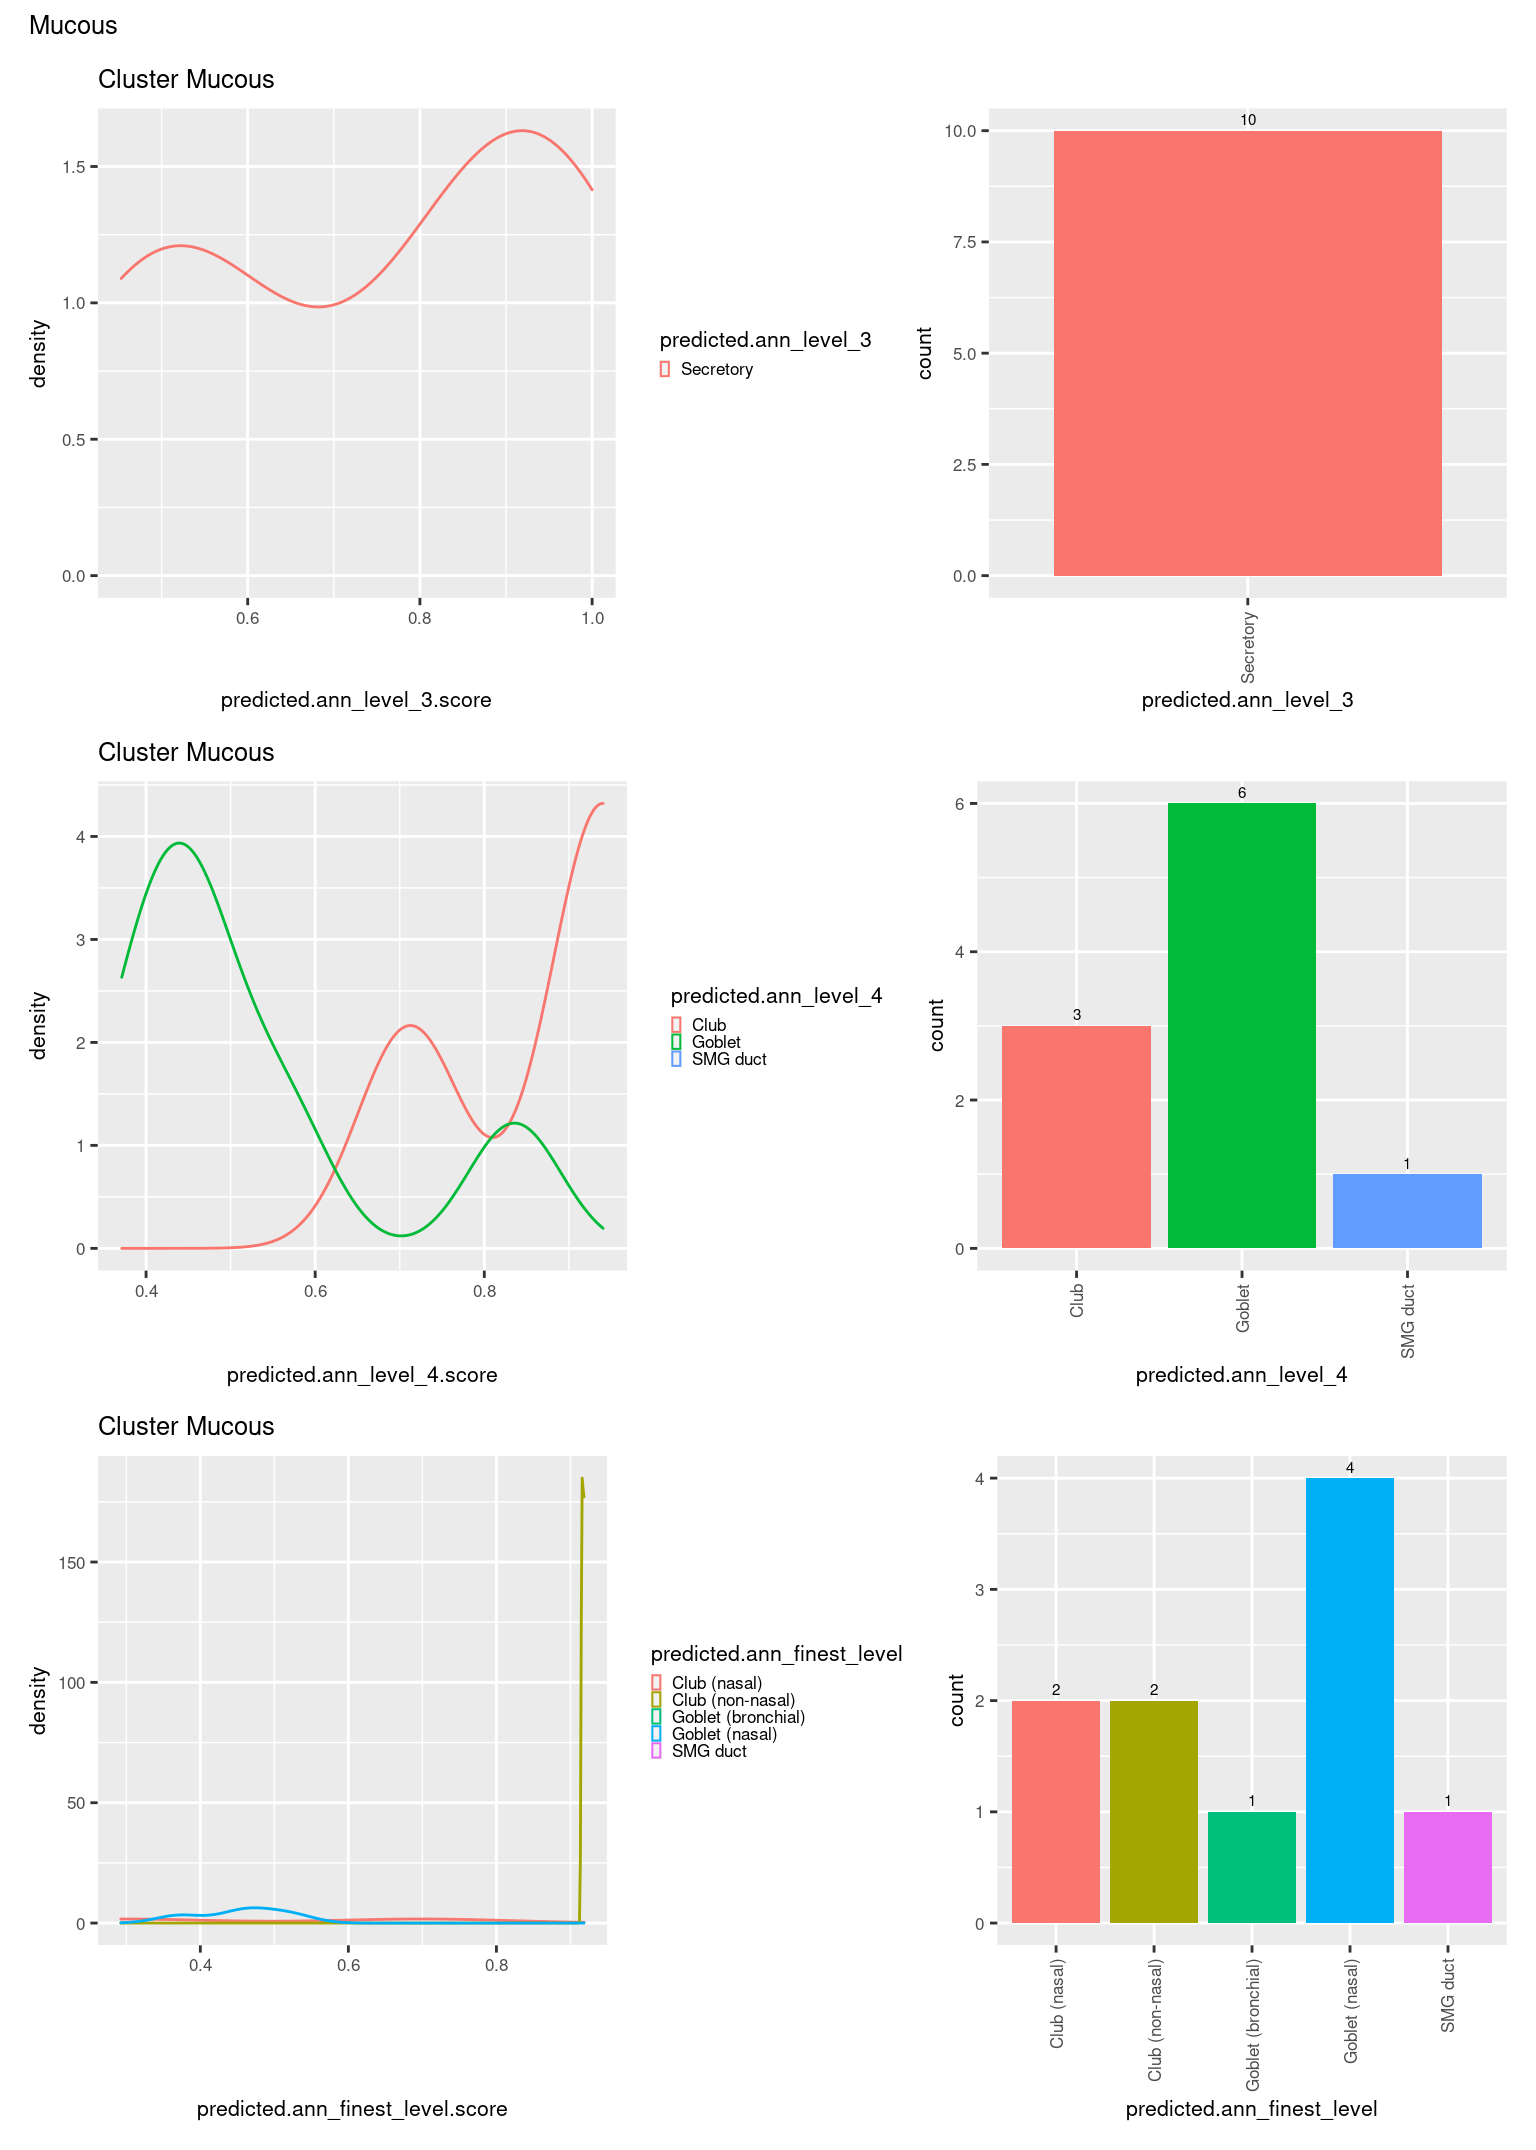 Mucous
Cluster Mucous
density
1.5
1.0
0.5
0.0
0.6
0.8
1.0
predicted.ann_level_3.score
predicted.ann_level_3
Secretory
count
10.0
7.5
5.0
2.5
0.0
10
Secretory
predicted.ann_level_3
Cluster Mucous
density
4
3
2
1
0
0.4
0.6
0.8
predicted.ann_level_4.score
predicted.ann_level_4
Club
Goblet
SMG duct
count
6
4
2
0
3
6
1
Club
Goblet
SMG duct
predicted.ann_level_4
Cluster Mucous
density
150
100
50
0
0.4
0.6
0.8
predicted.ann_finest_level.score
predicted.ann_finest_level
Club (nasal)
Club (non-nasal)
Goblet (bronchial)
Goblet (nasal)
SMG duct
count
4
3
2
1
0
2
2
1
4
1
Club (nasal)
Club (non-nasal)
Goblet (bronchial)
Goblet (nasal)
SMG duct
predicted.ann_finest_level